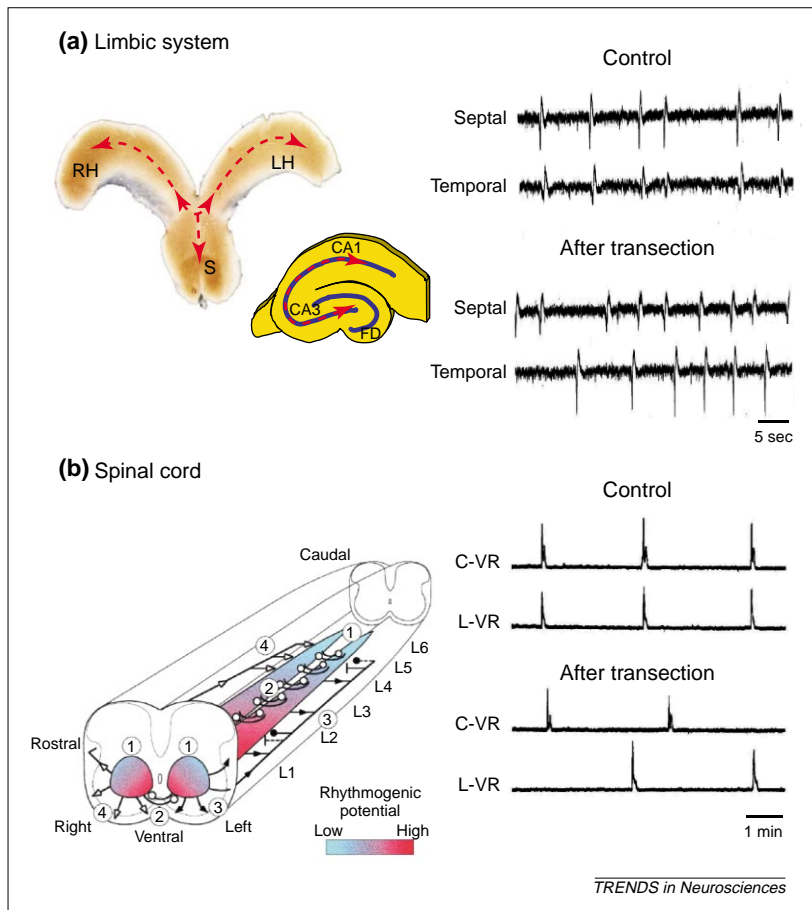 (a) Limbic system
RH
LH
S
CA1
CA3
FD
Control
Septal
Temporal
After transection
Septal
Temporal
5 sec
(b) Spinal cord
Caudal
1
4
2
3
L6
L5
L4
L3
L2
L1
Rostral
1 1
4 2 3
Right Ventral Left
Rhythmogenic
potential
Low High
Control
C-VR
L-VR
After transection
C-VR
L-VR
1 min
TRENDS in Neurosciences